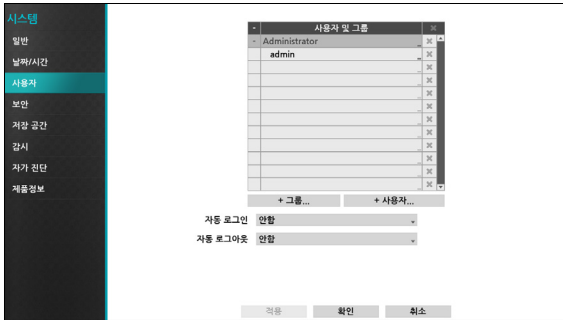 시스템
일반
날짜/시간
사용자
보안
저장 공간
감시
자가 진단
제품정보
- 사용자 및 그룹
- Administrator
admin
+ 그룹...
+ 사용자...
자동 로그인 안함
자동 로그아웃 안함
적용 확인 취소